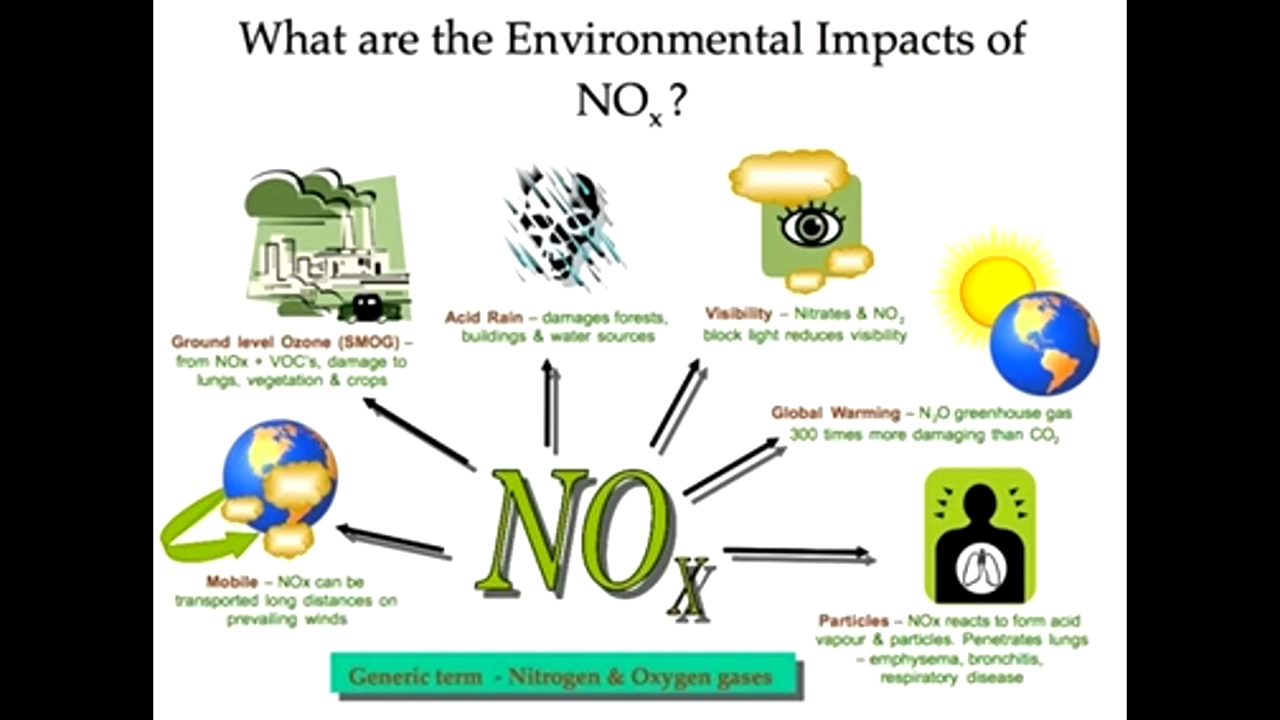 What are the Environmental Impacts of
NOx ?
Ground level Ozone (SMOG) –
from NOx + VOC's, damage to
lungs, vegetation & crops
Acid Rain – damages forests,
buildings & water sources
Visibility – Nitrates & NO2
block light reduces visibility
Global Warming – N2O greenhouse gas
300 times more damaging than CO2
Mobile – NOx can be
transported long distances on
prevailing winds
NOx
Particles – NOx reacts to form acid
vapour & particles. Penetrates lungs
– emphysema, bronchitis,
respiratory disease
Generic term - Nitrogen & Oxygen gases